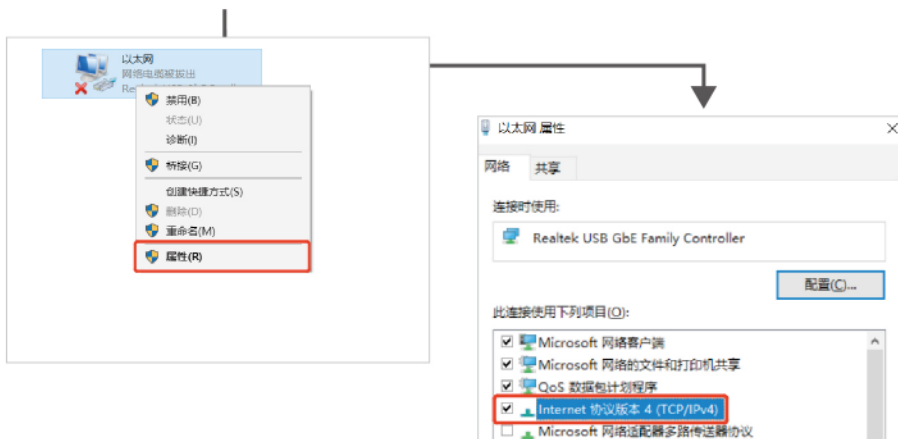 以太网
网络电缆被拔出
Re
禁用(B)
状态(U)
诊断(I)
桥接(G)
创建快捷方式(S)
删除(D)
重命名(M)
属性(R)
以太网 属性
网络
共享
连接时使用:
Realtek USB GbE Family Controller
配置(C)...
此连接使用下列项目(O):
Microsoft 网络客户端
Microsoft 网络的文件和打印机共享
QoS 数据包计划程序
Internet 协议版本 4 (TCP/IPv4)
Microsoft 网络适配器多路传送器协议